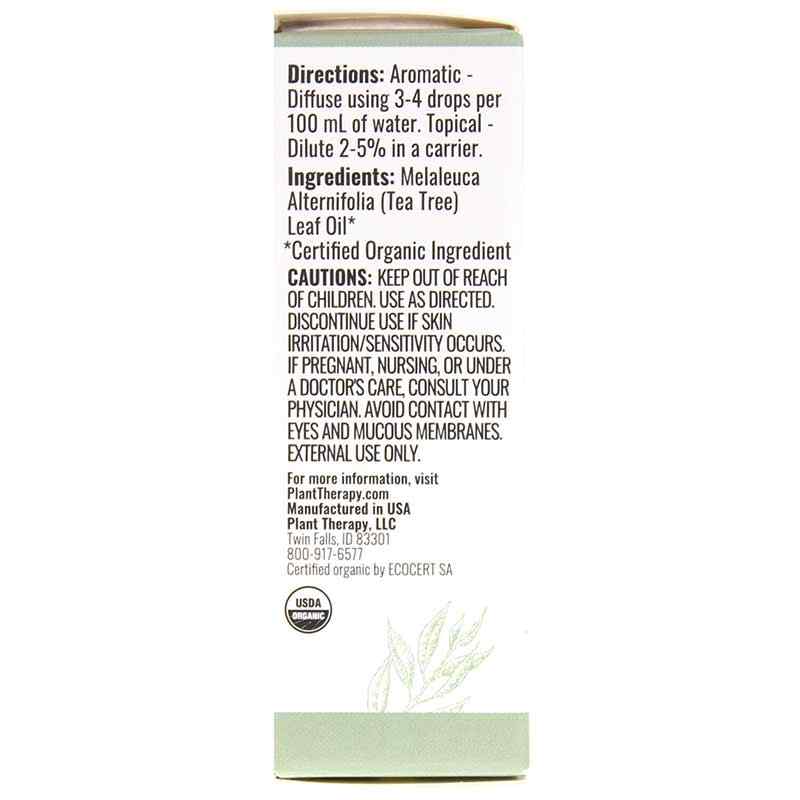 Directions: Aromatic -
Diffuse using 3-4 drops per
100 mL of water. Topical -
Dilute 2-5% in a carrier.
Ingredients: Melaleuca
Alternifolia (Tea Tree)
Leaf Oil*
*Certified Organic Ingredient
CAUTIONS: KEEP OUT OF REACH
OF CHILDREN. USE AS DIRECTED.
DISCONTINUE USE IF SKIN
IRRITATION/SENSITIVITY OCCURS.
IF PREGNANT, NURSING, OR UNDER
A DOCTOR'S CARE, CONSULT YOUR
PHYSICIAN. AVOID CONTACT WITH
EYES AND MUCOUS MEMBRANES.
EXTERNAL USE ONLY.
For more information, visit
PlantTherapy.com
Manufactured in USA
Plant Therapy, LLC
Twin Falls, ID 83301
800-917-6577
Certified organic by ECOCERT SA
USDA
ORGANIC